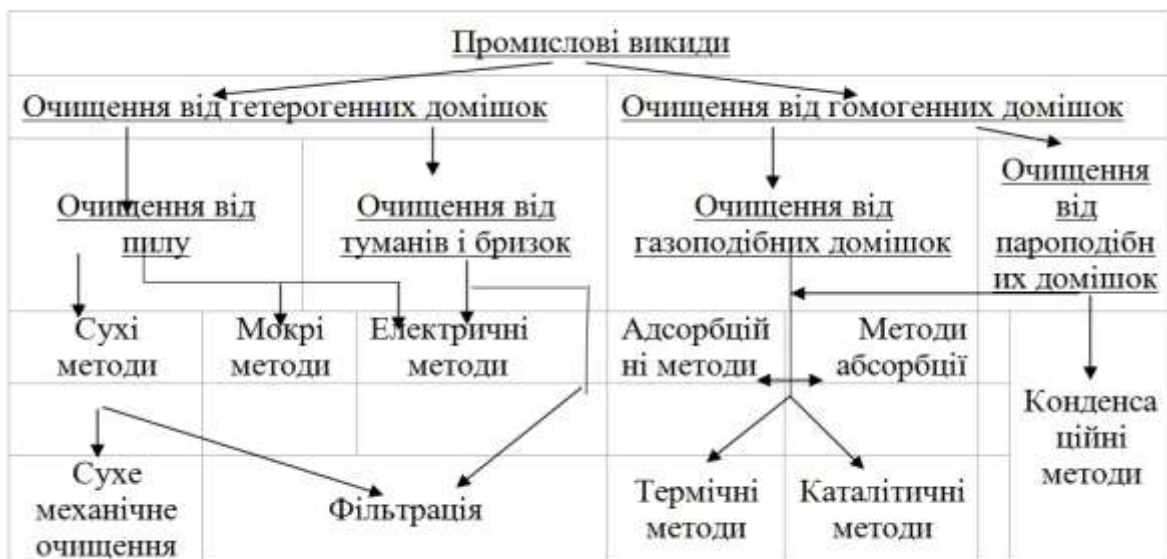 Промислові викиди
Очищення від гетерогенних домішок
Очищення від гомогенних домішок
Очищення від
пилу
Очищення від
туманів і бризок
Очищення від
газоподібних домішок
Очищення
від
пароподібн
их домішок
Сухі
методи
Мокрі
методи
Електричні
методи
Адсорбцій
ні методи
Методи
абсорбції
Конденса
ційні
методи
Сухе
механічне
очищення
Фільтрація
Термічні
методи
Каталітичні
методи